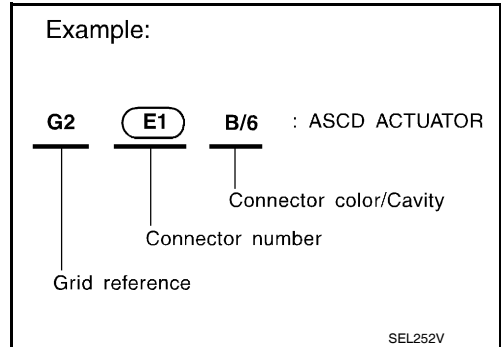 Example:
G2 E1 B/6 : ASCD ACTUATOR
Connector color/Cavity
Connector number
Grid reference
SEL252V